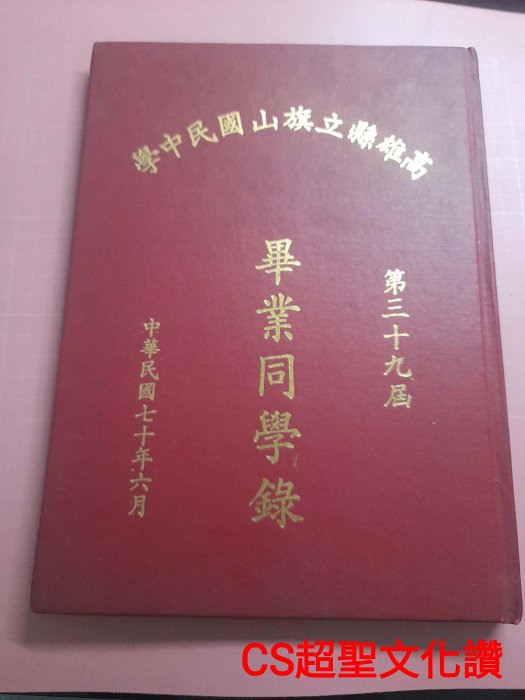 高雄縣立旗山國民中學
第三十九屆
畢業同學錄
中華民國七十年六月
CS超聖文化讚